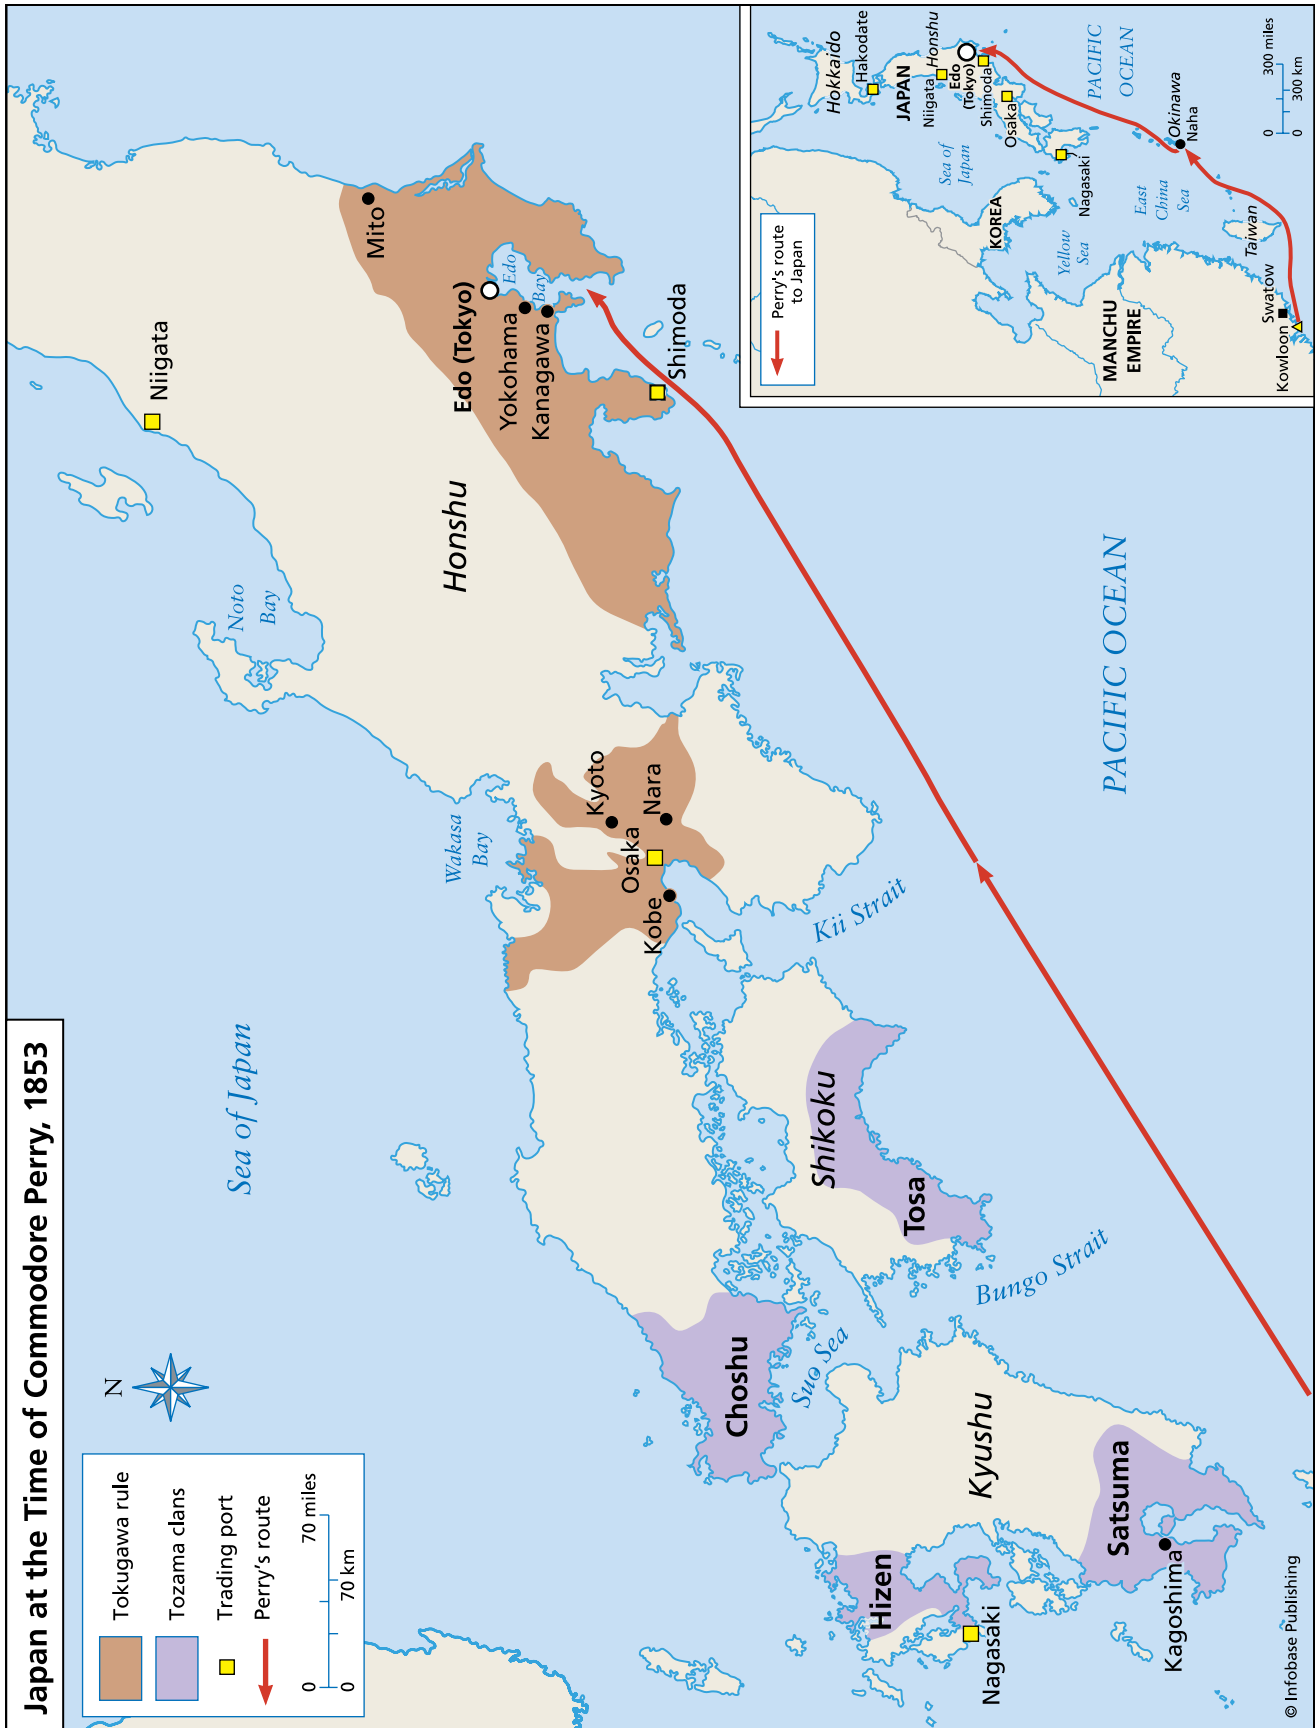 Japan at the Time of Commodore Perry, 1853
N
Tokugawa rule
Tozama clans
Trading port
Perry's route
0
70 miles
0
70 km
Sea of Japan
Noto
Bay
Wakasa
Bay
Niigata
Honshu
Mito
Edo (Tokyo)
Edo
Bay
Yokohama
Kanagawa
Shimoda
Kyoto
Nara
Osaka
Kobe
Kii Strait
PACIFIC OCEAN
Shikoku
Tosa
Bungo Strait
Choshu
Suo Sea
Kyushu
Hizen
Nagasaki
Satsuma
Kagoshima
© Infobase Publishing
Perry's route
to Japan
Hokkaido
Hakodate
JAPAN
Honshu
Niigata
Edo
(Tokyo)
Shimoda
Osaka
Sea of
Japan
KOREA
Nagasaki
Yellow
Sea
East
China
Sea
PACIFIC
OCEAN
Okinawa
Naha
Taiwan
MANCHU
EMPIRE
Swatow
Kowloon
0
300 miles
0
300 km